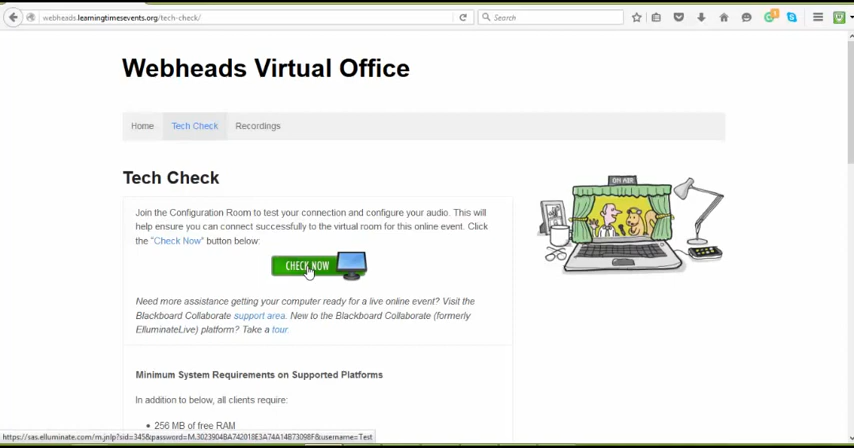 webheads.learningtimesevents.org/tech-check/
Search
Webheads Virtual Office
Home Tech Check Recordings
Tech Check
ON AIR
Join the Configuration Room to test your connection and configure your audio. This will
help ensure you can connect successfully to the virtual room for this online event. Click
the "Check Now" button below:
CHECK NOW
Need more assistance getting your computer ready for a live online event? Visit the
Blackboard Collaborate support area. New to the Blackboard Collaborate (formerly
ElluminateLive) platform? Take a tour.
Minimum System Requirements on Supported Platforms
In addition to below, all clients require:
• 256 MB of free RAM